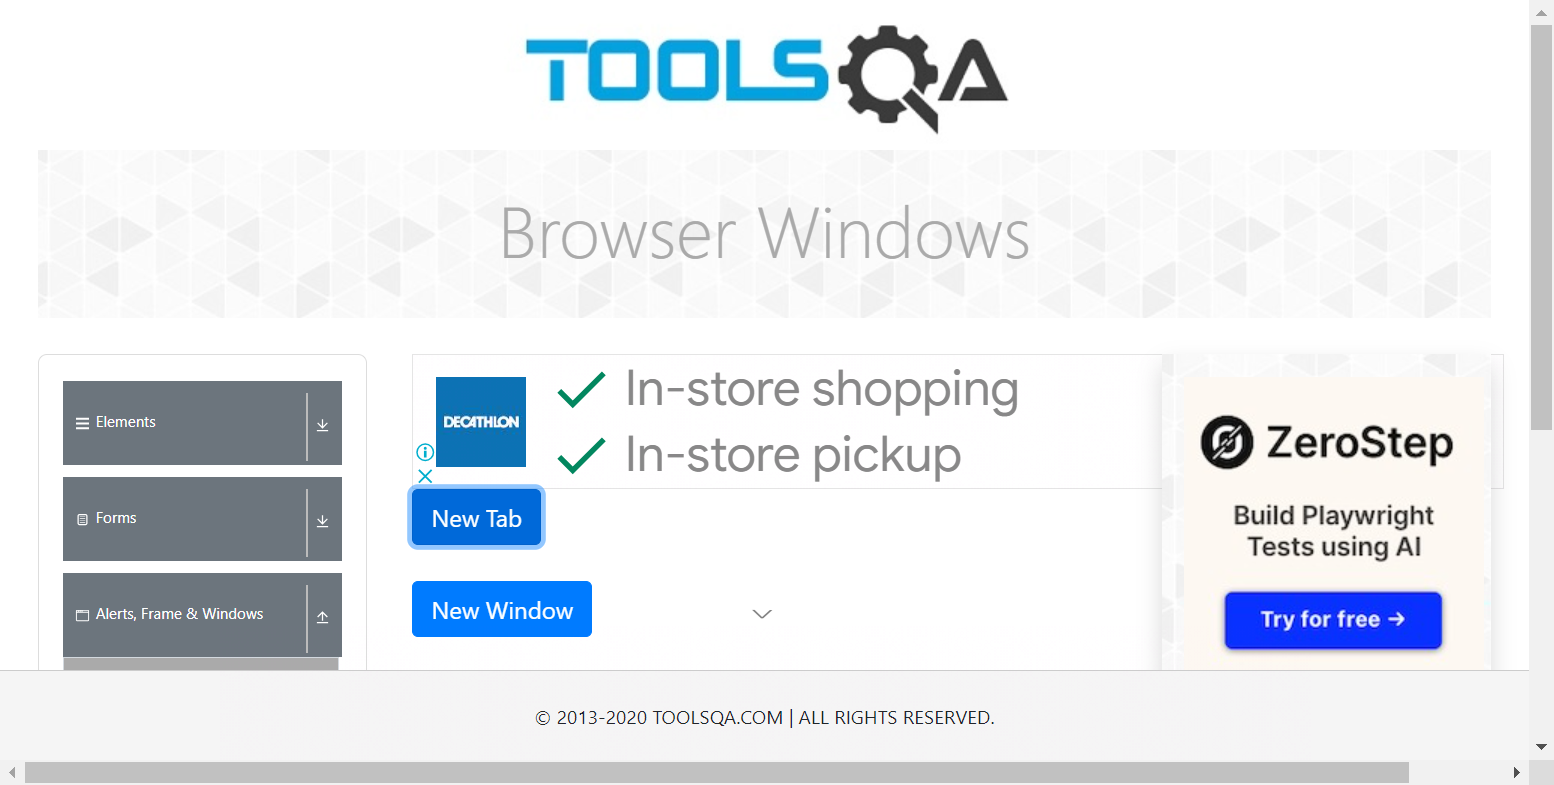 TOOLSQA
Browser Windows
Elements
Forms
Alerts, Frame & Windows
DECATHLON
In-store shopping
In-store pickup
New Tab
New Window
ZeroStep
Build Playwright
Tests using AI
Try for free →
© 2013-2020 TOOLSQA.COM | ALL RIGHTS RESERVED.